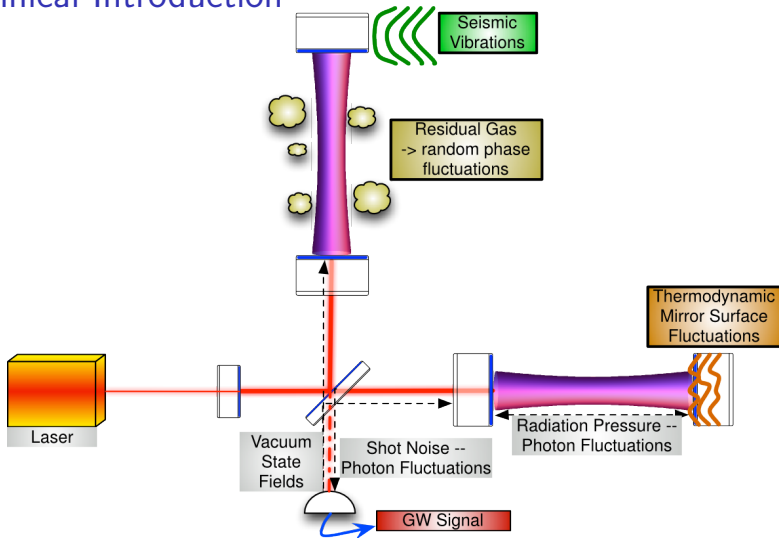 Introduction
Seismic
Vibrations
Residual Gas
-> random phase
fluctuations
Thermodynamic
Mirror Surface
Fluctuations
Laser
Vacuum
State
Fields
Shot Noise --
Photon Fluctuations
Radiation Pressure --
Photon Fluctuations
GW Signal